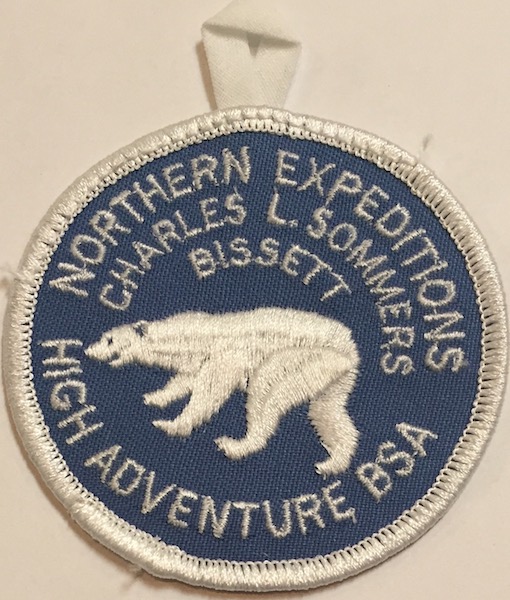 NORTHERN EXPEDITIONS
CHARLES L. SOMMERS
BISSETT
HIGH ADVENTURE BSA